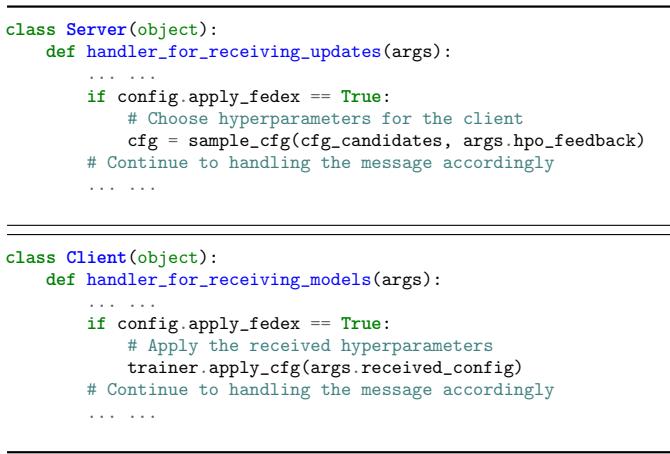 class Server(object):
    def handler_for_receiving_updates(args):
        ... ...
        if config.apply_fedex == True:
            # Choose hyperparameters for the client
            cfg = sample_cfg(cfg_candidates, args.hpo_feedback)
        # Continue to handling the message accordingly
        ... ...
class Client(object):
    def handler_for_receiving_models(args):
        ... ...
        if config.apply_fedex == True:
            # Apply the received hyperparameters
            trainer.apply_cfg(args.received_config)
        # Continue to handling the message accordingly
        ... ...